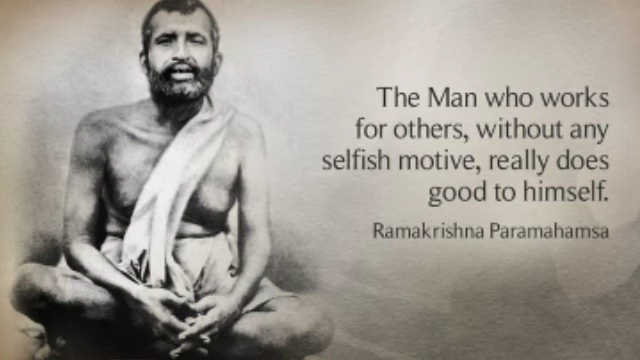 The Man who works
for others, without any
selfish motive, really does
good to himself.
Ramakrishna Paramahamsa